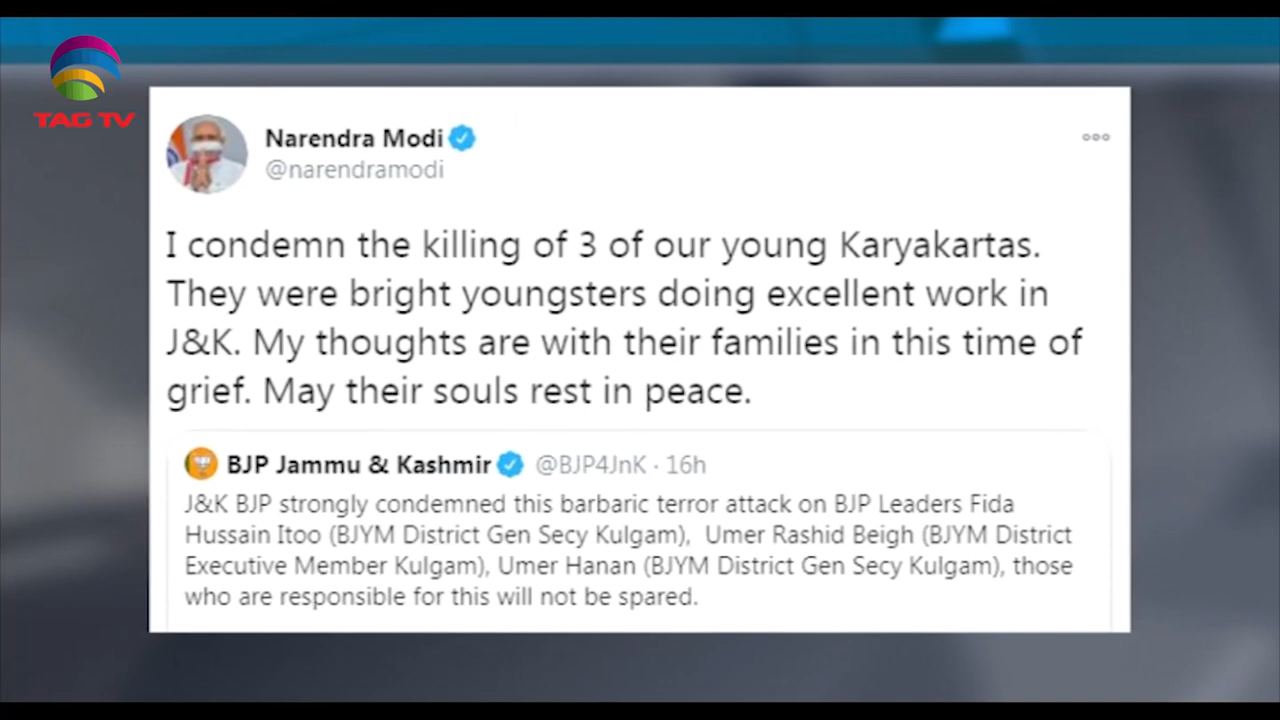 TAG TV
Narendra Modi
@narendramodi
I condemn the killing of 3 of our young Karyakartas.
They were bright youngsters doing excellent work in
J&K. My thoughts are with their families in this time of
grief. May their souls rest in peace.
BJP Jammu & Kashmir @BJP4JnK · 16h
J&K BJP strongly condemned this barbaric terror attack on BJP Leaders Fida
Hussain Itoo (BJYM District Gen Secy Kulgam), Umer Rashid Beigh (BJYM District
Executive Member Kulgam), Umer Hanan (BJYM District Gen Secy Kulgam), those
who are responsible for this will not be spared.